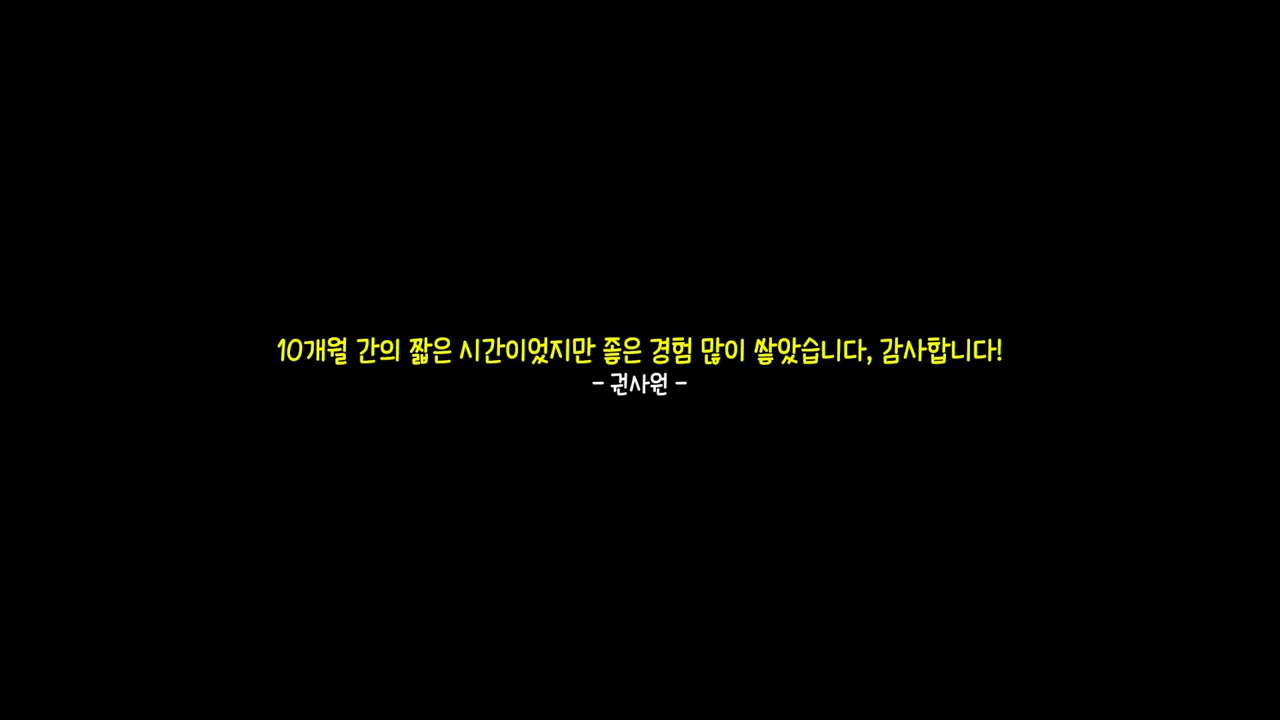 10개월 간의 짧은 시간이었지만 좋은 경험 많이 쌓았습니다, 감사합니다!
- 권사원 -